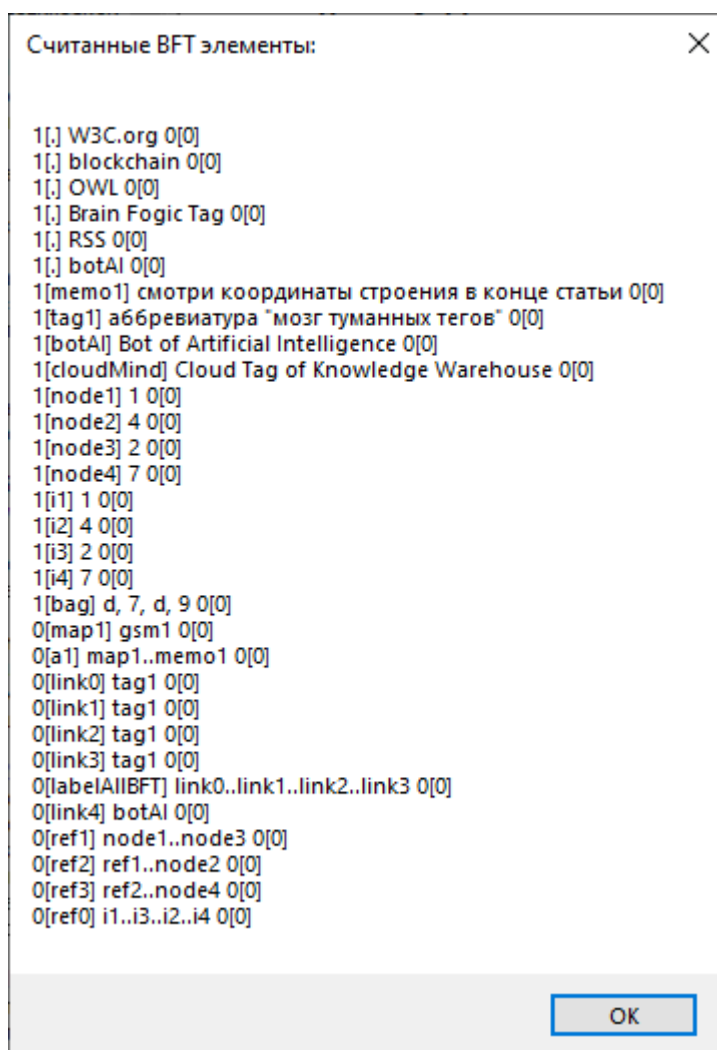 Считанные BFT элементы:
1[.] W3C.org 0[0]
1[.] blockchain 0[0]
1[.] OWL 0[0]
1[.] Brain Fogic Tag 0[0]
1[.] RSS 0[0]
1[.] botAI 0[0]
1[memo1] смотри координаты строения в конце статьи 0[0]
1[tag1] аббревиатура "мозг туманных тегов" 0[0]
1[botAI] Bot of Artificial Intelligence 0[0]
1[cloudMind] Cloud Tag of Knowledge Warehouse 0[0]
1[node1] 1 0[0]
1[node2] 4 0[0]
1[node3] 2 0[0]
1[node4] 7 0[0]
1[i1] 1 0[0]
1[i2] 4 0[0]
1[i3] 2 0[0]
1[i4] 7 0[0]
1[bag] d, 7, d, 9 0[0]
0[map1] gsm1 0[0]
0[a1] map1..memo1 0[0]
0[link0] tag1 0[0]
0[link1] tag1 0[0]
0[link2] tag1 0[0]
0[link3] tag1 0[0]
0[labelAllBFT] link0..link1..link2..link3 0[0]
0[link4] botAI 0[0]
0[ref1] node1..node3 0[0]
0[ref2] ref1..node2 0[0]
0[ref3] ref2..node4 0[0]
0[ref0] i1..i3..i2..i4 0[0]
OK